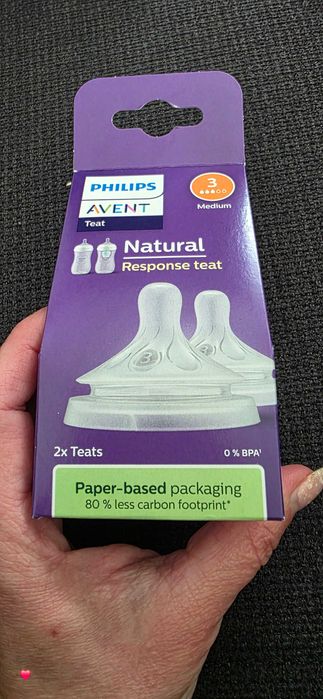 PHILIPS
AVENT
Teat
3
Medium
Natural
Response teat
3
2x Teats
0 % BPA¹
Paper-based packaging
80 % less carbon footprint*